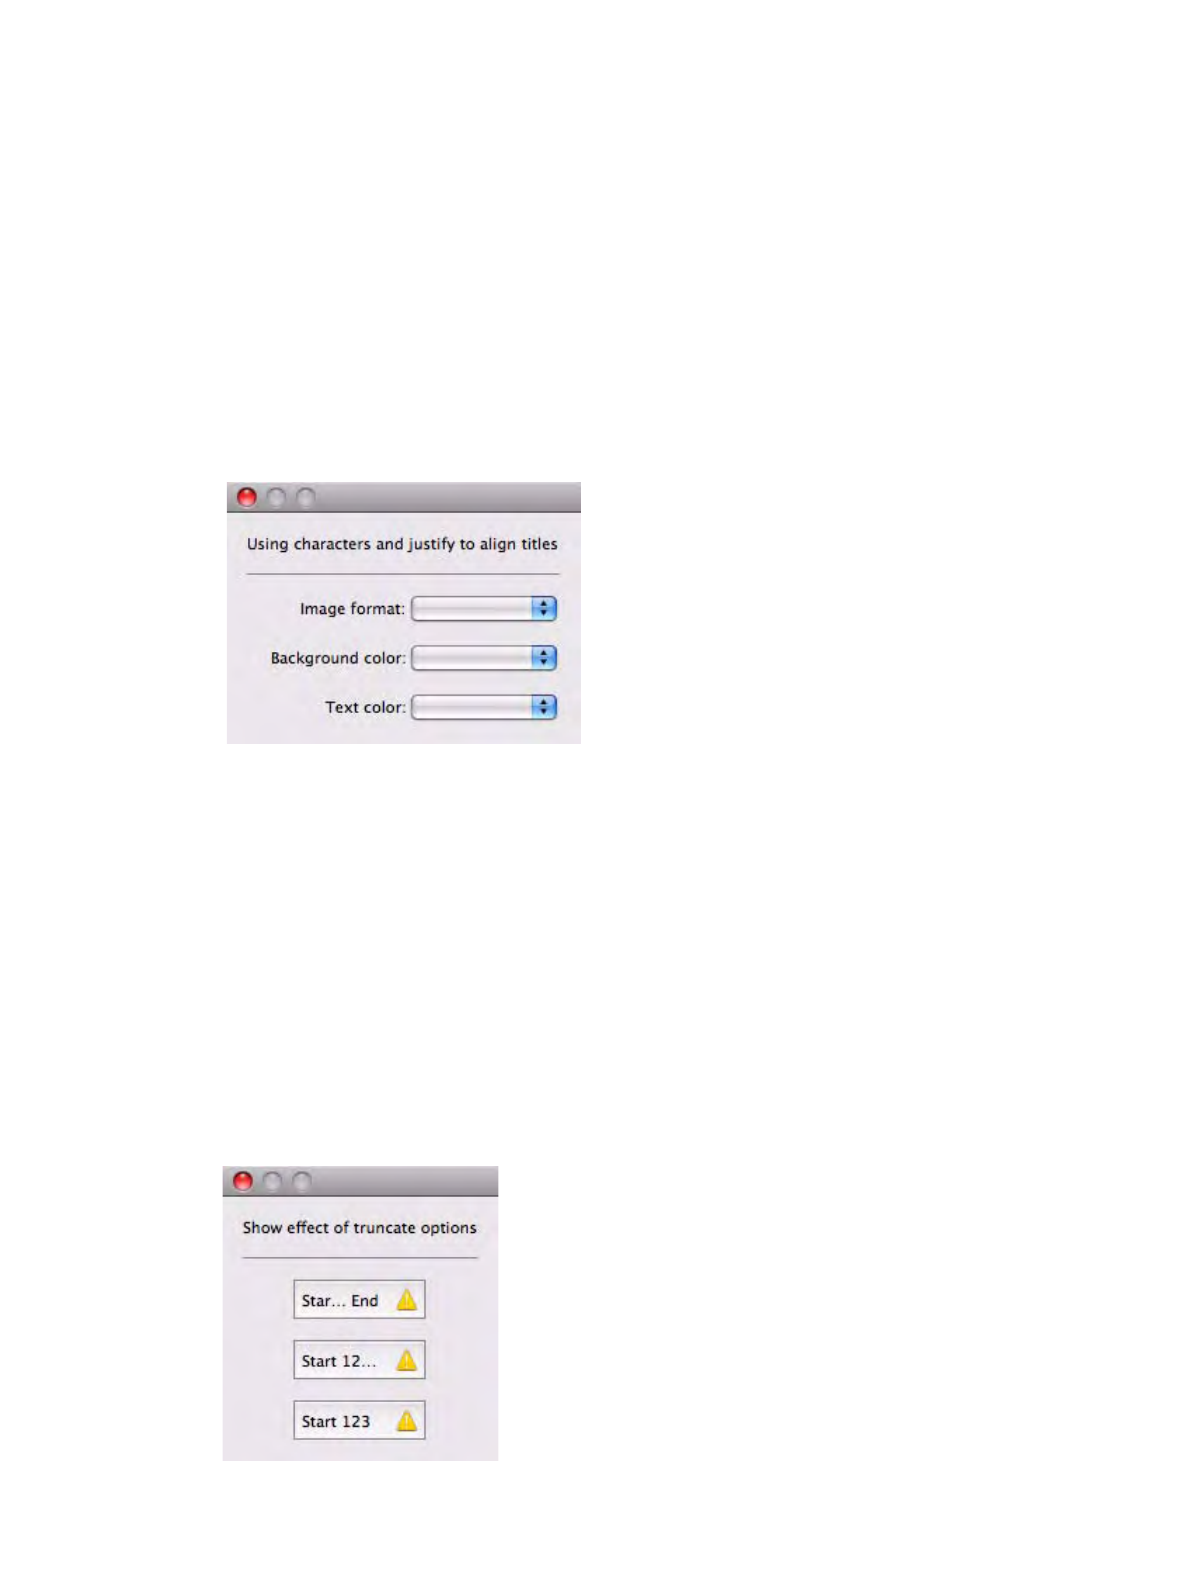 Using characters and justify to align titles
Image format:
Background color:
Text color:
Show effect of truncate options
Star... End
Start 12...
Start 123